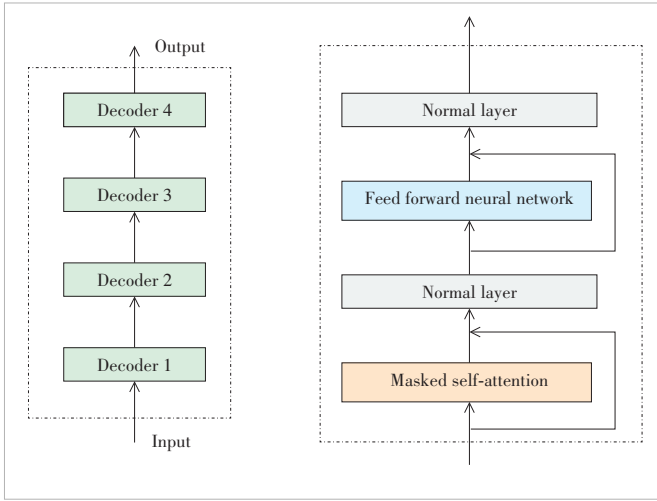 Output
Decoder 4
Decoder 3
Decoder 2
Decoder 1
Input
Normal layer
Feed forward neural network
Normal layer
Masked self-attention